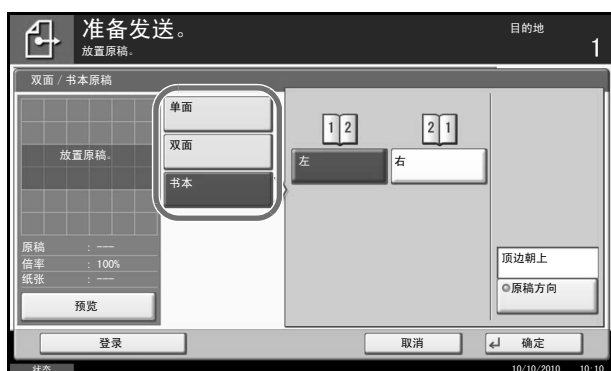 准备发送。
放置原稿。
目的地
1
双面 / 书本原稿
放置原稿。
单面
双面
书本
1 2
2 1
左
右
原稿 : ---
倍率 : 100%
纸张 : ---
预览
顶边朝上
原稿方向
登录
取消
确定
状态
10/10/2010 10:10